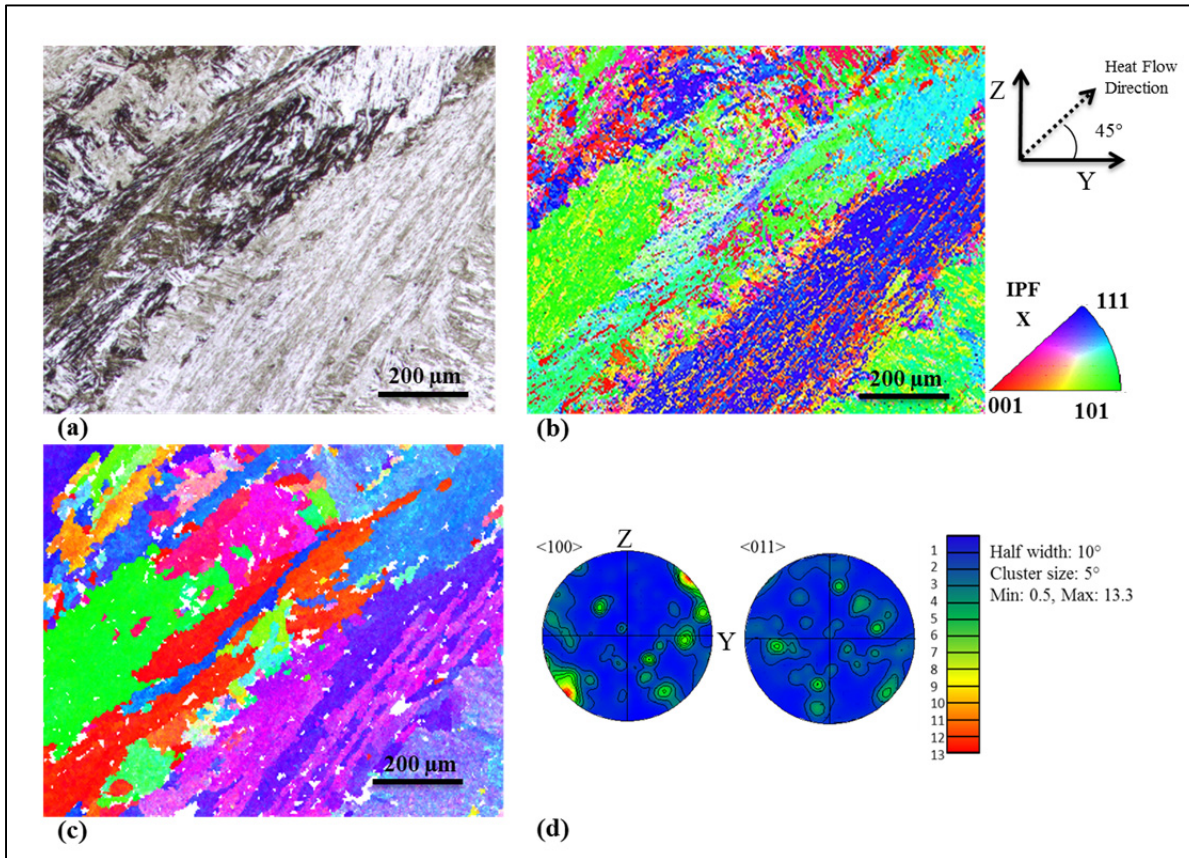 Z
Heat Flow
Direction
45°
Y
200 µm
200 µm
(a)
(b)
IPF
X
111
001
101
200 µm
(c)
<100>
Z
<011>
Y
1
2
3
4
5
6
7
8
9
10
11
12
13
Half width: 10°
Cluster size: 5°
Min: 0.5, Max: 13.3
(d)